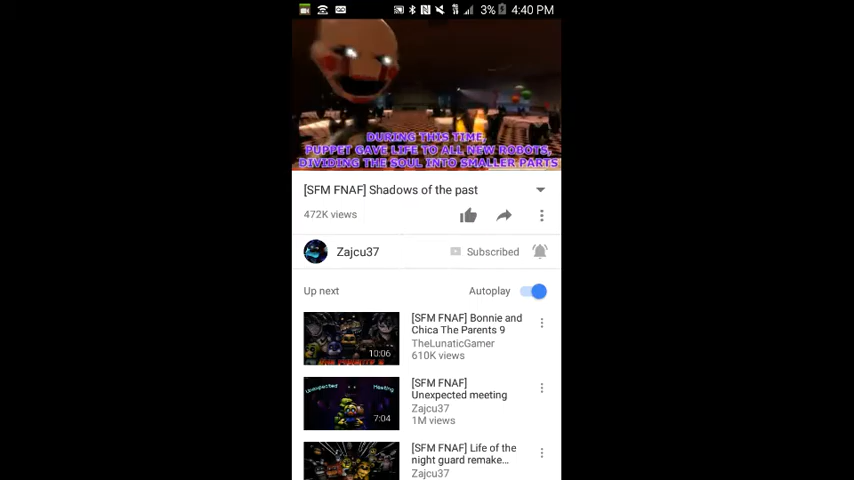 3% 4:40 PM
DURING THIS TIME,
PUPPET GAVE LIFE TO ALL NEW ROBOTS,
DIVIDING THE SOUL INTO SMALLER PARTS
[SFM FNAF] Shadows of the past
472K views
Zajcu37 Subscribed
Up next Autoplay
[SFM FNAF] Bonnie and
Chica The Parents 9
TheLunaticGamer
610K views
10:06
[SFM FNAF]
Unexpected meeting
Zajcu37
1M views
Unexpected Meeting
7:04
[SFM FNAF] Life of the
night guard remake...
Zajcu37